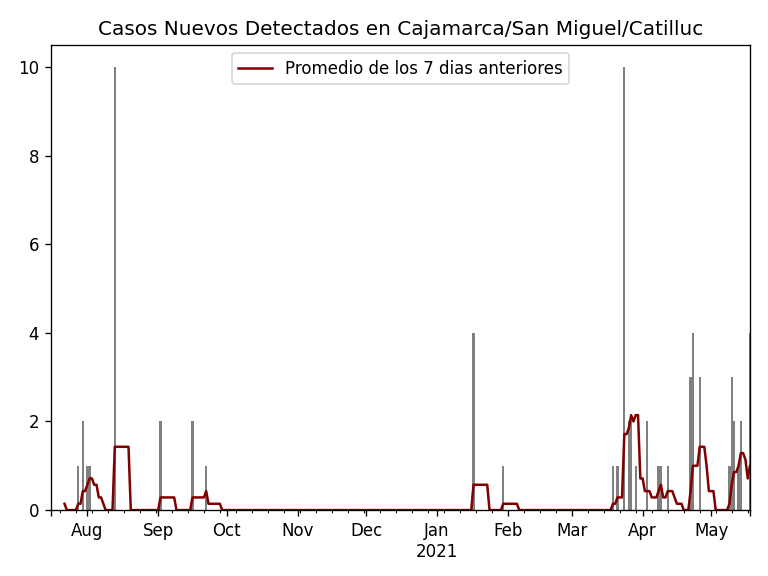 Casos Nuevos Detectados en Cajamarca/San Miguel/Catilluc
Promedio de los 7 dias anteriores
10
8
6
4
2
0
Aug Sep Oct Nov Dec Jan Feb Mar Apr May
2021